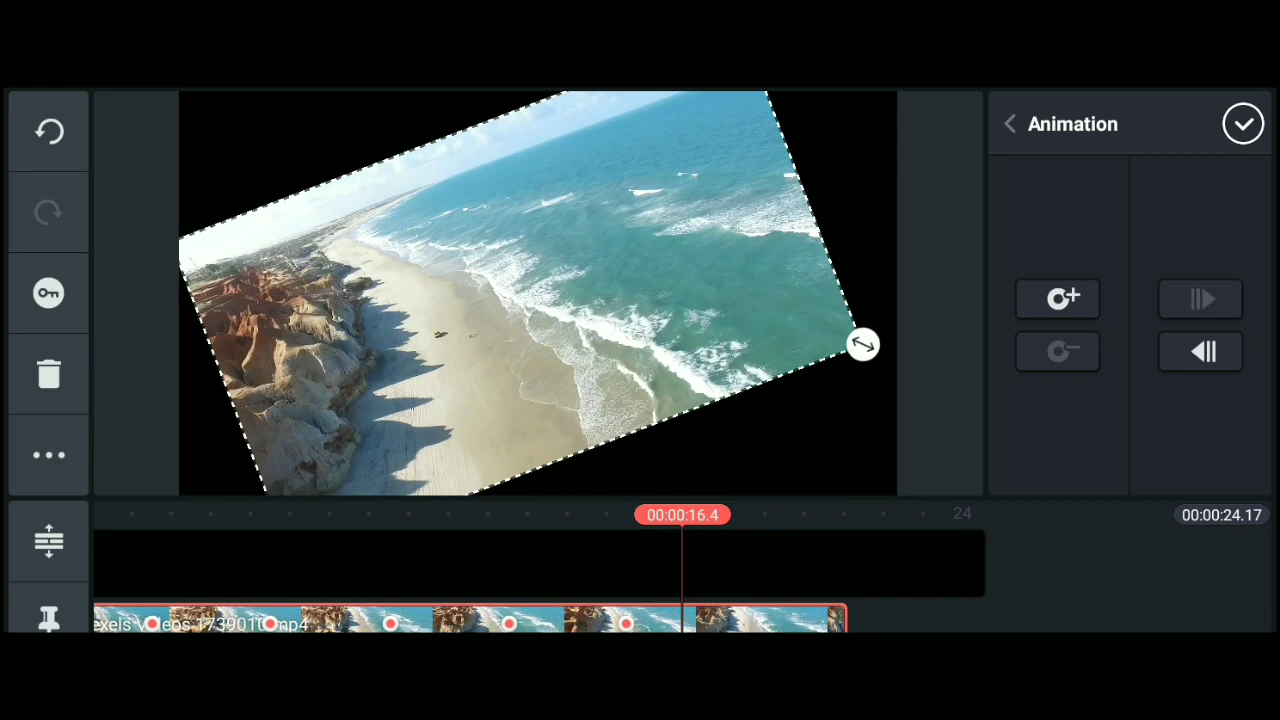 Animation
00:00:16.4
24
00:00:24.17
exels Videos 1739010.mp4